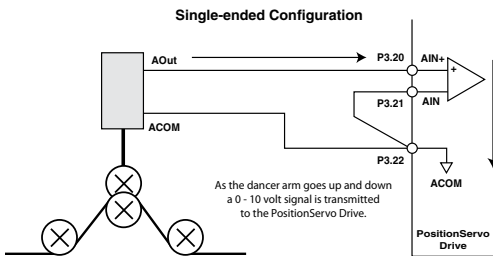 Single-ended Configuration
AOut
P3.20
AIN+
+
P3.21
AIN
ACOM
P3.22
ACOM
As the dancer arm goes up and down
a 0 - 10 volt signal is transmitted
to the PositionServo Drive.
PositionServo
Drive